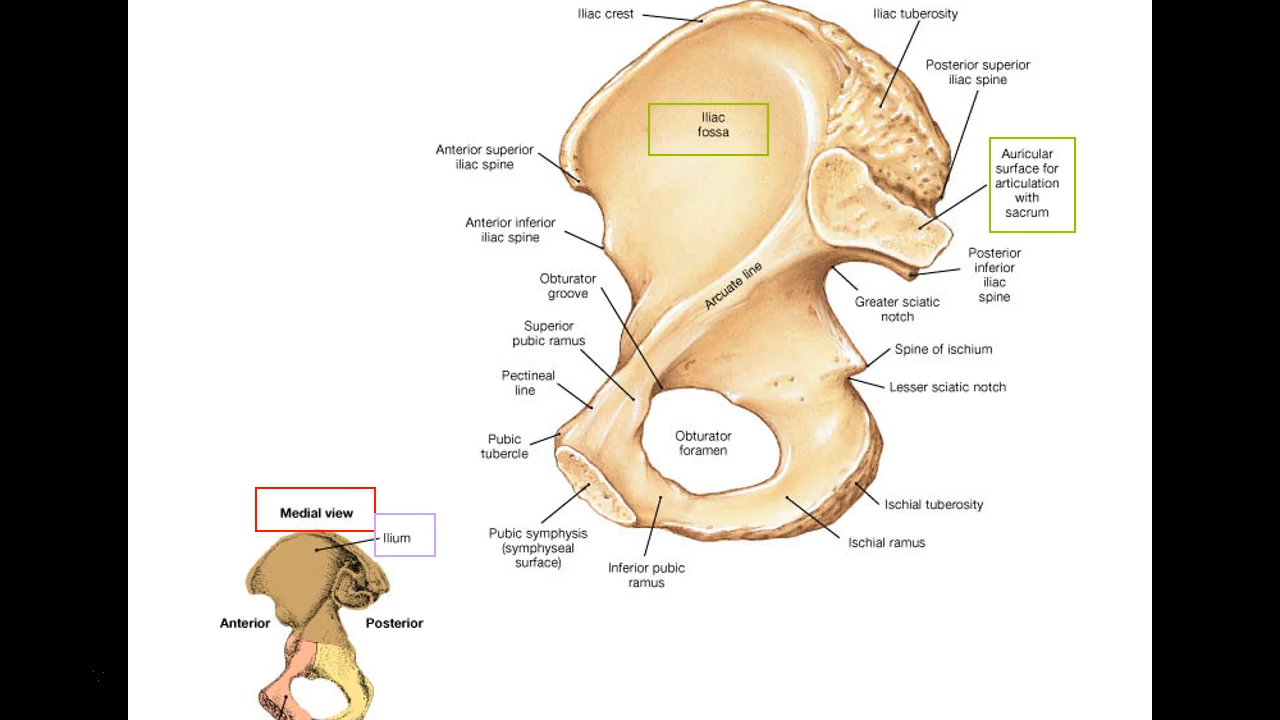 Iliac crest
Iliac tuberosity
Posterior superior
iliac spine
Iliac
fossa
Auricular
surface for
articulation
with
sacrum
Anterior superior
iliac spine
Anterior inferior
iliac spine
Posterior
inferior
iliac
spine
Arcuate line
Obturator
groove
Greater sciatic
notch
Superior
pubic ramus
Spine of ischium
Pectineal
line
Lesser sciatic notch
Pubic
tubercle
Obturator
foramen
Ischial tuberosity
Pubic symphysis
(symphyseal
surface)
Ischial ramus
Inferior pubic
ramus
Medial view
Ilium
Anterior
Posterior